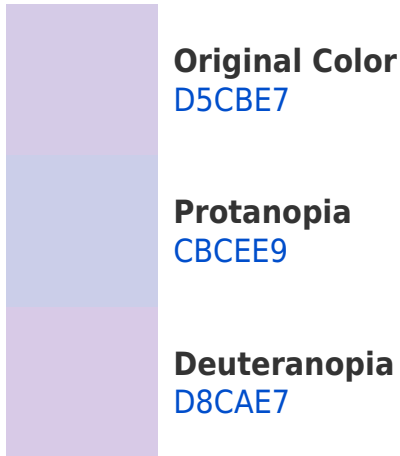 Original Color
D5CBE7
Protanopia
CBCEE9
Deuteranopia
D8CAE7